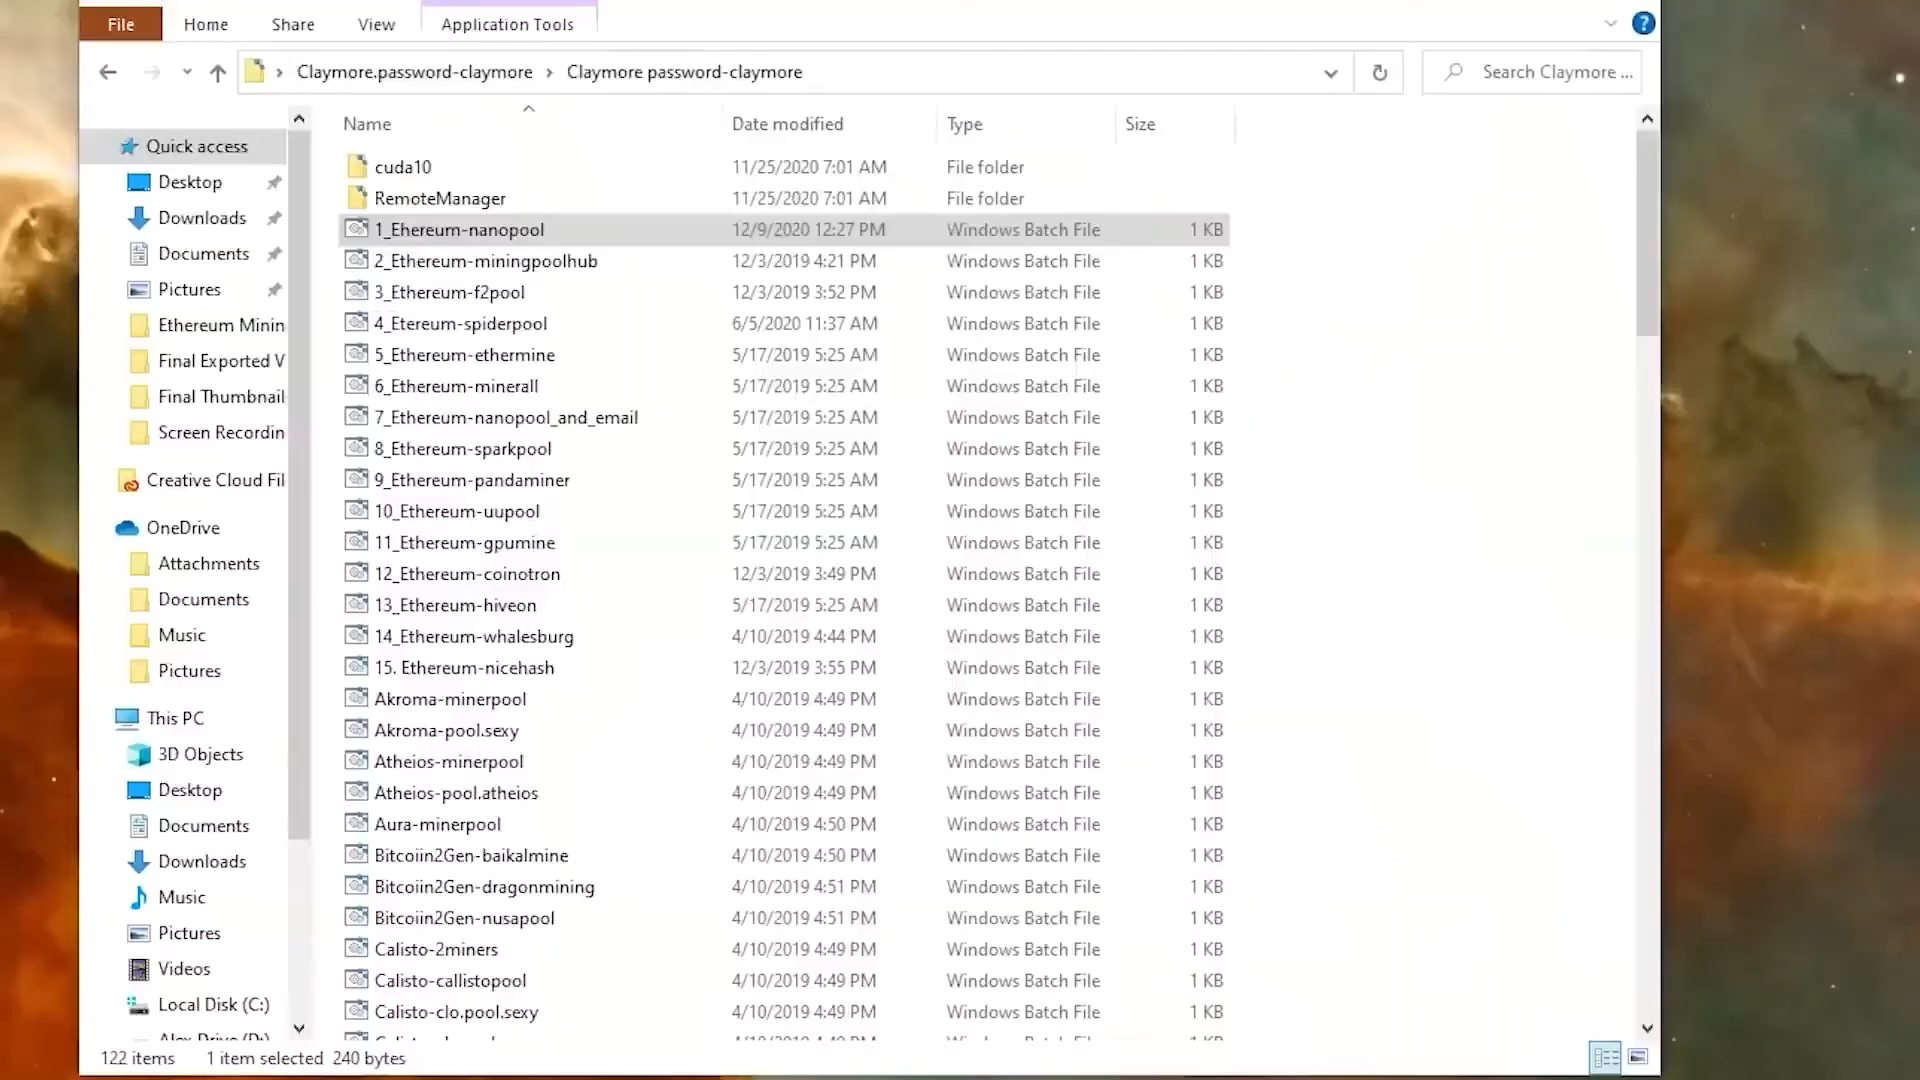 File Home Share View Application Tools
Claymore.password-claymore › Claymore password-claymore Search Claymore ...
Name Date modified Type Size
Quick access
Desktop
Downloads
Documents
Pictures
Ethereum Minin
Final Exported V
Final Thumbnail
Screen Recordin
Creative Cloud Fil
OneDrive
Attachments
Documents
Music
Pictures
This PC
3D Objects
Desktop
Documents
Downloads
Music
Pictures
Videos
Local Disk (C:)
Alex Drive (D:)
cuda10 11/25/2020 7:01 AM File folder
RemoteManager 11/25/2020 7:01 AM File folder
1_Ehereum-nanopool 12/9/2020 12:27 PM Windows Batch File 1 KB
2_Ethereum-miningpoolhub 12/3/2019 4:21 PM Windows Batch File 1 KB
3_Ethereum-f2pool 12/3/2019 3:52 PM Windows Batch File 1 KB
4_Etereum-spiderpool 6/5/2020 11:37 AM Windows Batch File 1 KB
5_Ethereum-ethermine 5/17/2019 5:25 AM Windows Batch File 1 KB
6_Ethereum-minerall 5/17/2019 5:25 AM Windows Batch File 1 KB
7_Ethereum-nanopool_and_email 5/17/2019 5:25 AM Windows Batch File 1 KB
8_Ethereum-sparkpool 5/17/2019 5:25 AM Windows Batch File 1 KB
9_Ethereum-pandaminer 5/17/2019 5:25 AM Windows Batch File 1 KB
10_Ethereum-uupool 5/17/2019 5:25 AM Windows Batch File 1 KB
11_Ethereum-gpumine 5/17/2019 5:25 AM Windows Batch File 1 KB
12_Ethereum-coinotron 12/3/2019 3:49 PM Windows Batch File 1 KB
13_Ethereum-hiveon 5/17/2019 5:25 AM Windows Batch File 1 KB
14_Ethereum-whalesburg 4/10/2019 4:44 PM Windows Batch File 1 KB
15. Ethereum-nicehash 12/3/2019 3:55 PM Windows Batch File 1 KB
Akroma-minerpool 4/10/2019 4:49 PM Windows Batch File 1 KB
Akroma-pool.sexy 4/10/2019 4:49 PM Windows Batch File 1 KB
Atheios-minerpool 4/10/2019 4:49 PM Windows Batch File 1 KB
Atheios-pool.atheios 4/10/2019 4:49 PM Windows Batch File 1 KB
Aura-minerpool 4/10/2019 4:50 PM Windows Batch File 1 KB
Bitcoiin2Gen-baikalmine 4/10/2019 4:50 PM Windows Batch File 1 KB
Bitcoiin2Gen-dragonmining 4/10/2019 4:51 PM Windows Batch File 1 KB
Bitcoiin2Gen-nusapool 4/10/2019 4:51 PM Windows Batch File 1 KB
Calisto-2miners 4/10/2019 4:49 PM Windows Batch File 1 KB
Calisto-callistopool 4/10/2019 4:49 PM Windows Batch File 1 KB
Calisto-clo.pool.sexy 4/10/2019 4:49 PM Windows Batch File 1 KB
122 items 1 item selected 240 bytes